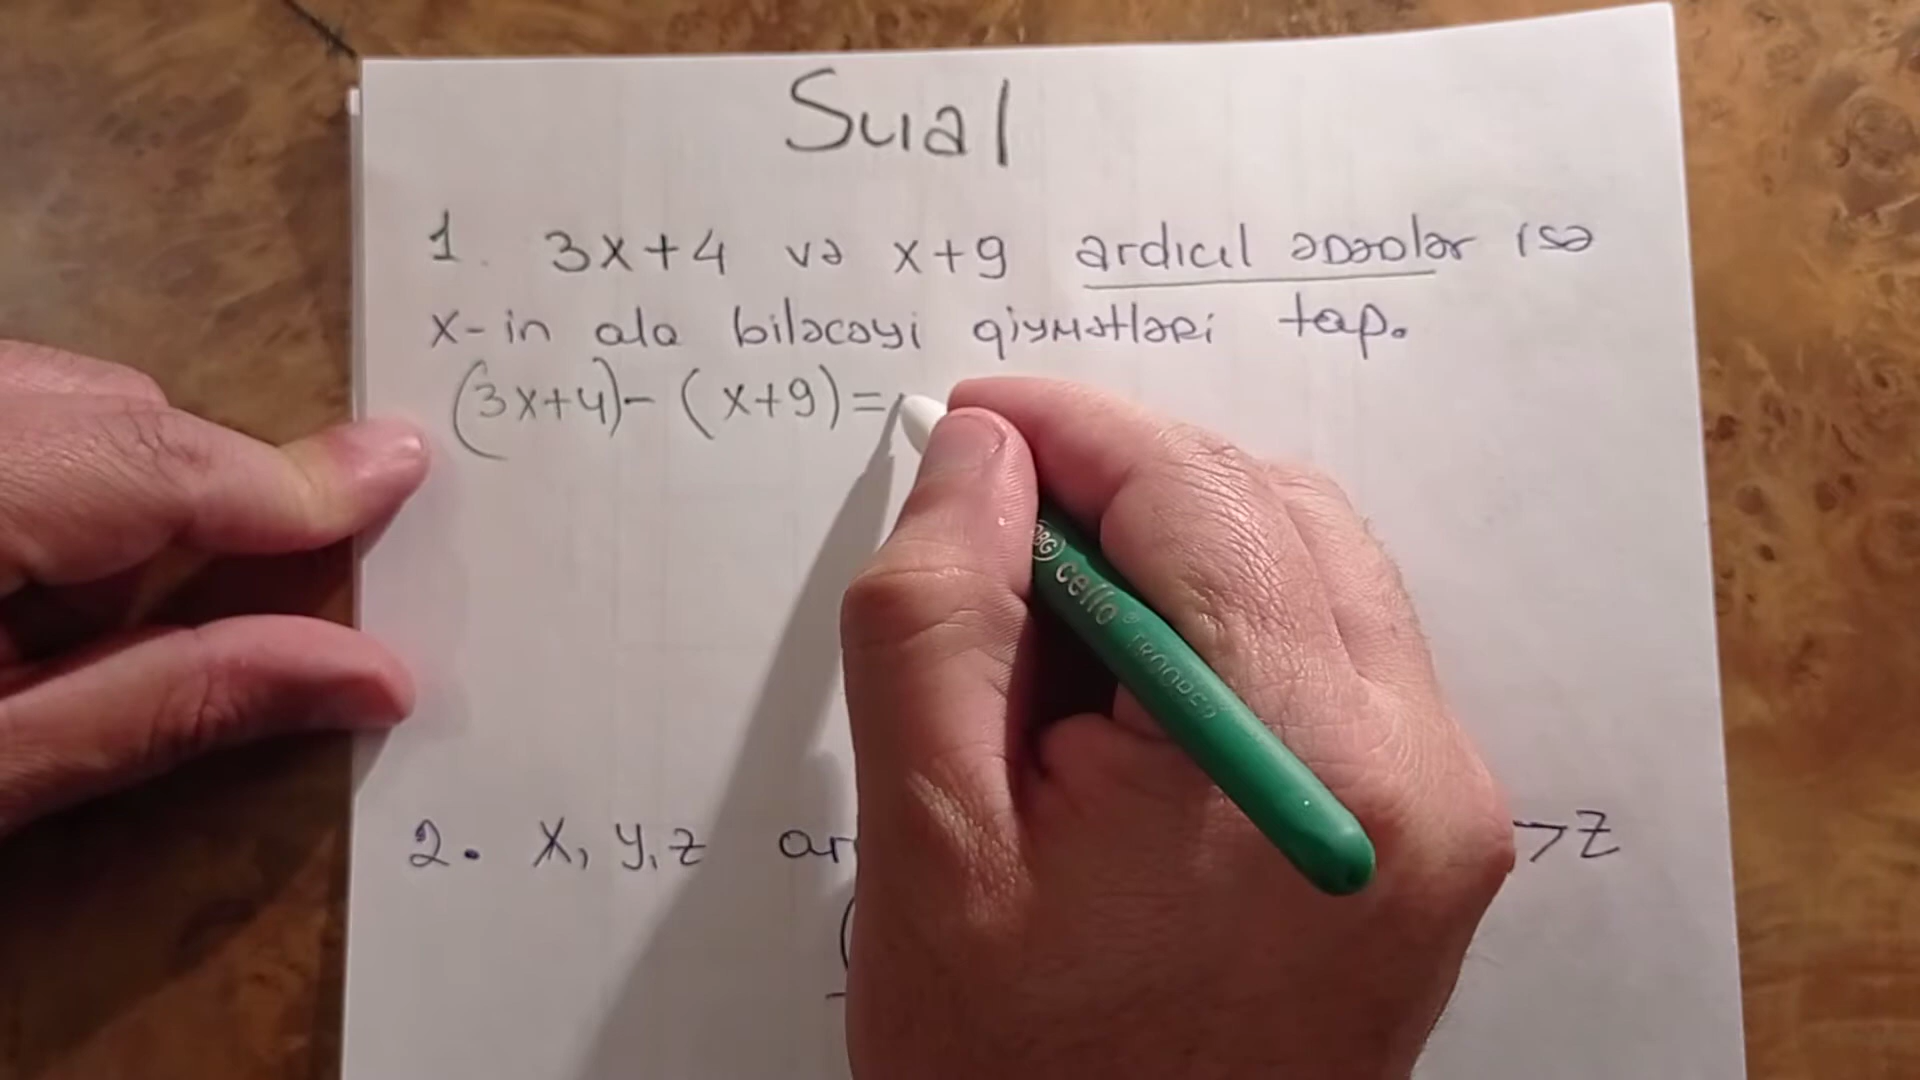 Sual
1. 3x+4 və x+9 ardıcıl ədədlər isə
x-in ala biləcəyi qiymətləri tap.
(3x+4)-(x+9)=
cello
2. x, y, z ar >z